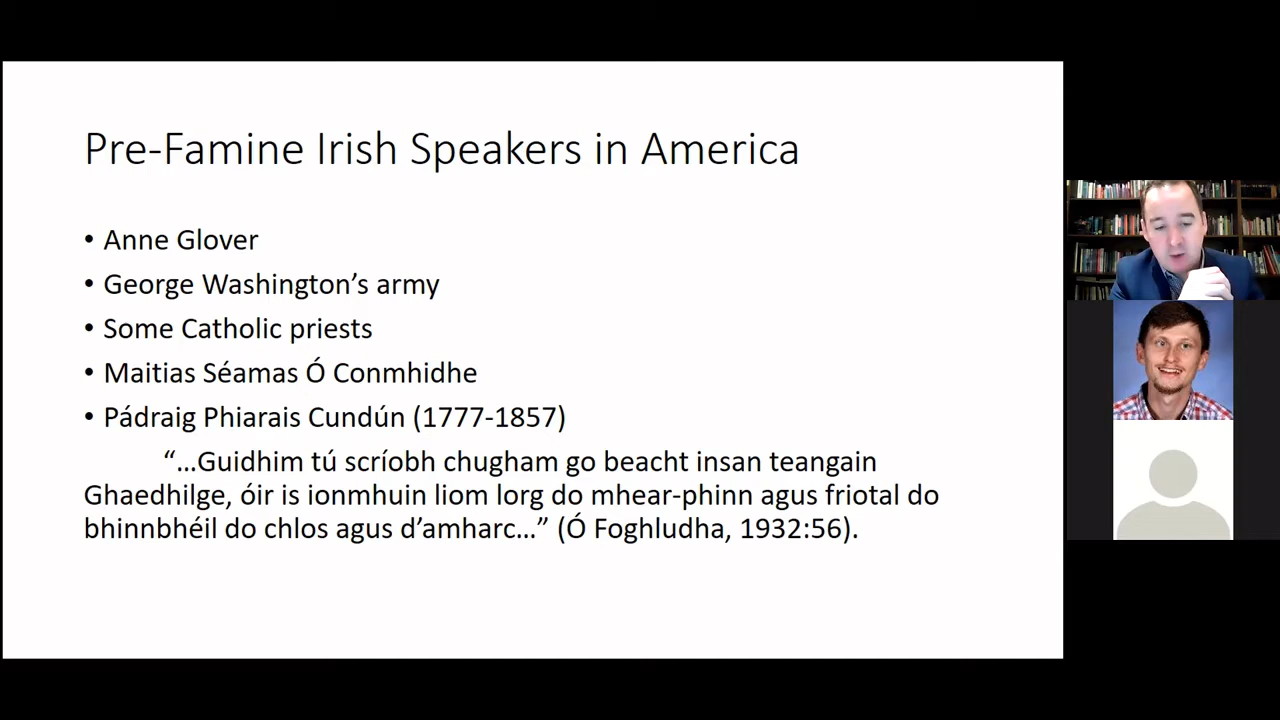 Pre-Famine Irish Speakers in America
• Anne Glover
• George Washington’s army
• Some Catholic priests
• Maitias Séamas Ó Conmhidhe
• Pádraig Phiarais Cundún (1777-1857)
“…Guidhim tú scríobh chugham go beacht insan teangain
Ghaedhilge, óir is ionmhuin liom lorg do mhear-phinn agus friotal do
bhinnbhéil do chlos agus d’amharc…” (Ó Foghludha, 1932:56).